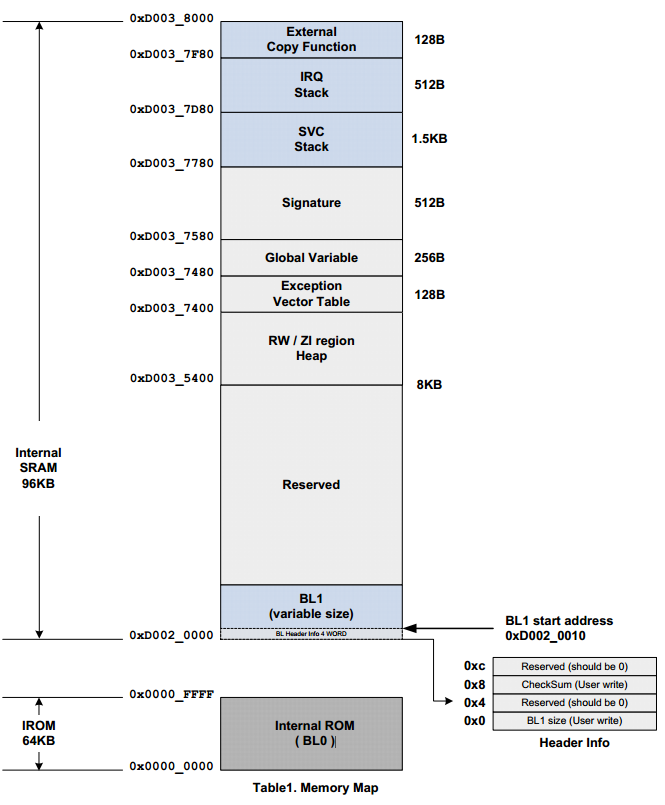 0xD003_8000
External
Copy Function
128B
0xD003_7F80
IRQ
Stack
512B
0xD003_7D80
SVC
Stack
1.5KB
0xD003_7780
Signature
512B
0xD003_7580
Global Variable
256B
0xD003_7480
Exception
Vector Table
128B
0xD003_7400
RW / ZI region
Heap
0xD003_5400
8KB
Internal
SRAM
96KB
Reserved
BL1
(variable size)
BL Header Info 4 WORD
0xD002_0000
BL1 start address
0xD002_0010
0xc Reserved (should be 0)
0x8 CheckSum (User write)
0x4 Reserved (should be 0)
0x0 BL1 size (User write)
Header Info
0x0000_FFFF
IROM
64KB
Internal ROM
( BL0 )
0x0000_0000
Table1. Memory Map